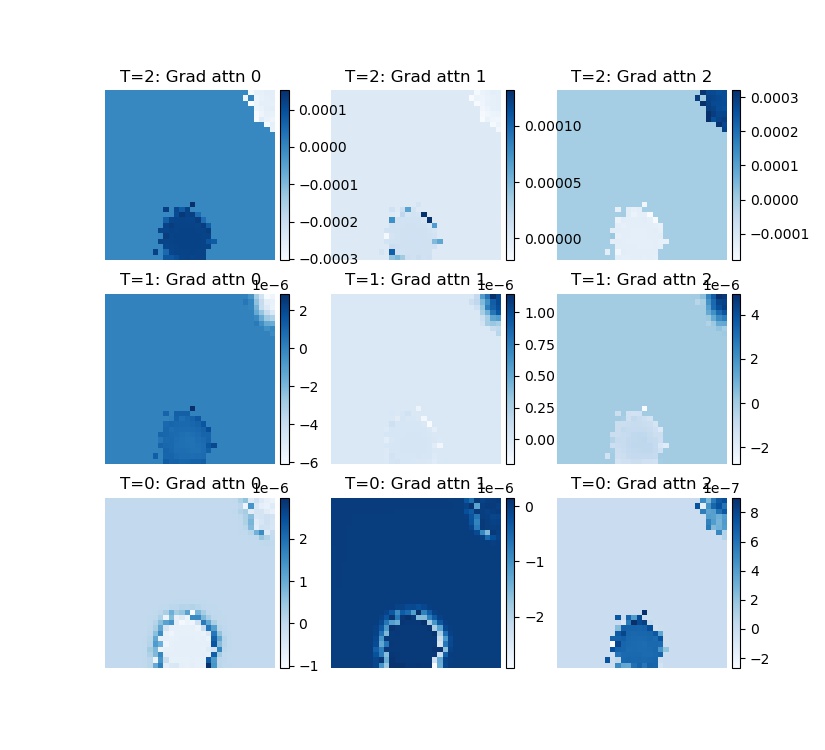 T=2: Grad attn 0
T=2: Grad attn 1
T=2: Grad attn 2
0.0001
0.0000
−0.0001
−0.0002
−0.0003
0.00010
0.00005
0.00000
0.0003
0.0002
0.0001
0.0000
−0.0001
T=1: Grad attn 0
1e−6
T=1: Grad attn 1
1e−6
T=1: Grad attn 2
1e−6
2
0
−2
−4
−6
1.00
0.75
0.50
0.25
0.00
4
2
0
−2
T=0: Grad attn 0
1e−6
T=0: Grad attn 1
1e−6
T=0: Grad attn 2
1e−7
2
1
0
−1
0
−1
−2
8
6
4
2
0
−2